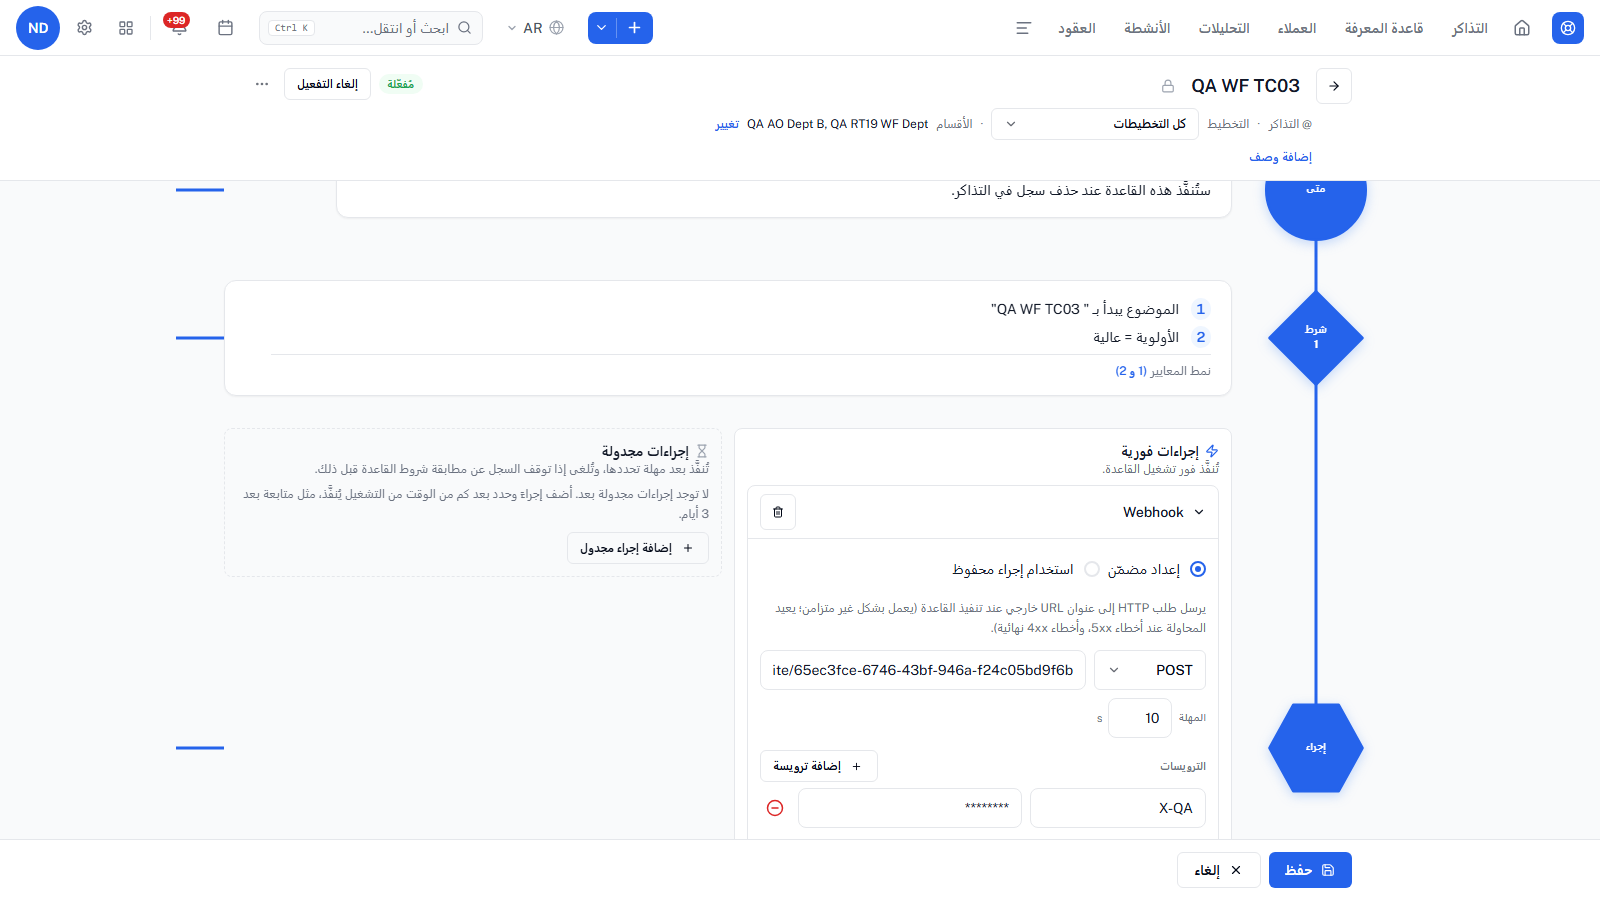 التذاكر
قاعدة المعرفة
العملاء
التحليلات
الأنشطة
العقود
AR
ابحث أو انتقل...
Ctrl K
+99
ND
QA WF TC03
مُفعّلة
إلغاء التفعيل
@ التذاكر · التخطيط
كل التخطيطات
· الأقسام QA AO Dept B, QA RT19 WF Dept تغيير
إضافة وصف
متى
ستُنفَّذ هذه القاعدة عند حذف سجل في التذاكر.
شرط
1
1 الموضوع يبدأ بـ " QA WF TC03"
2 الأولوية = عالية
نمط المعايير (1 و 2)
إجراءات فورية
تُنفَّذ فور تشغيل القاعدة.
Webhook
إعداد مضمّن
استخدام إجراء محفوظ
يرسل طلب HTTP إلى عنوان URL خارجي عند تنفيذ القاعدة (يعمل بشكل غير متزامن؛ يعيد
المحاولة عند أخطاء 5xx، وأخطاء 4xx نهائية).
POST
ite/65ec3fce-6746-43bf-946a-f24c05bd9f6b
المهلة
10
s
الترويسات
إضافة ترويسة
X-QA
********
إجراءات مجدولة
تُنفَّذ بعد مهلة تحددها، وتُلغى إذا توقف السجل عن مطابقة شروط القاعدة قبل ذلك.
لا توجد إجراءات مجدولة بعد. أضف إجراءً وحدد بعد كم من الوقت من التشغيل يُنفَّذ، مثل متابعة بعد
3 أيام.
إضافة إجراء مجدول
إجراء
حفظ
إلغاء